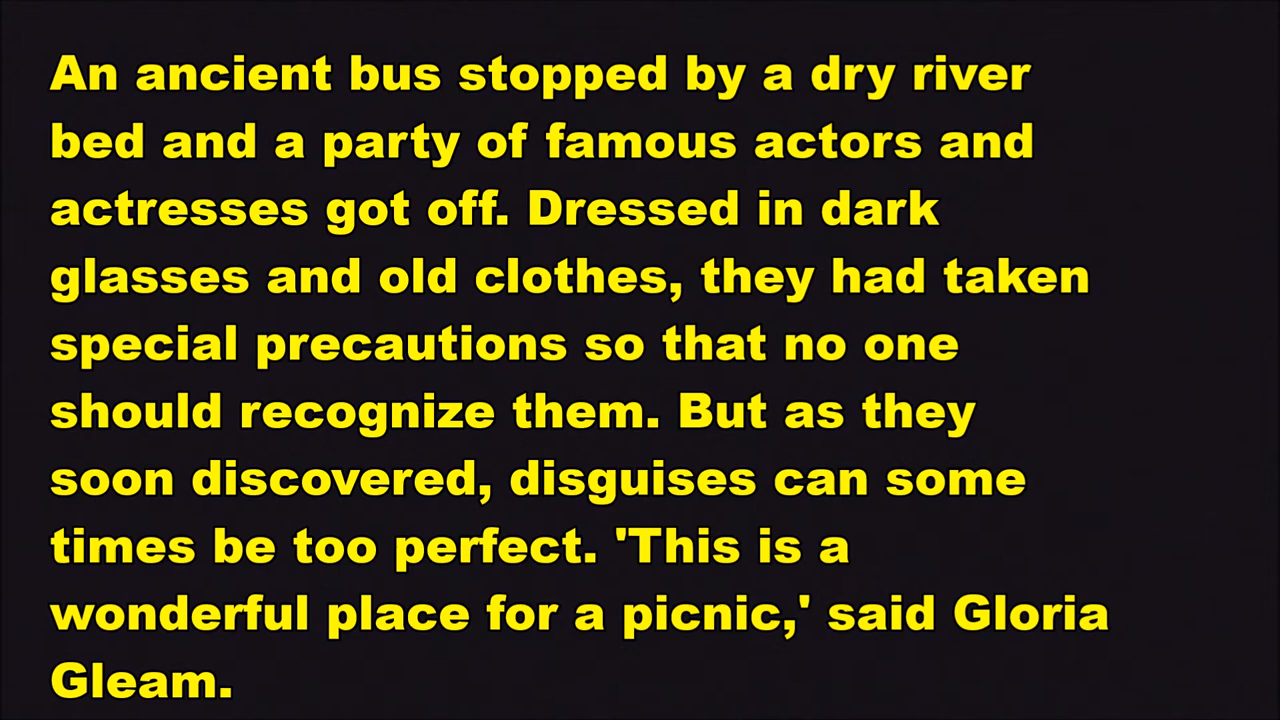 An ancient bus stopped by a dry river
bed and a party of famous actors and
actresses got off. Dressed in dark
glasses and old clothes, they had taken
special precautions so that no one
should recognize them. But as they
soon discovered, disguises can some
times be too perfect. 'This is a
wonderful place for a picnic,' said Gloria
Gleam.